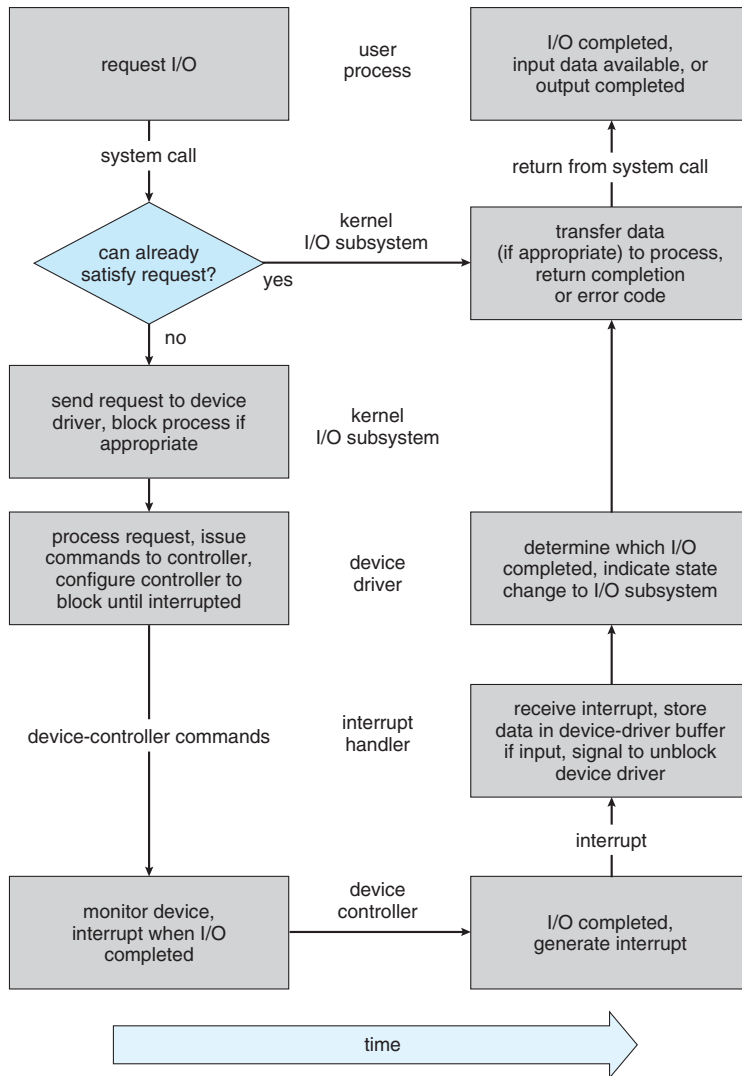 request I/O
user
process
I/O completed,
input data available, or
output completed
system call
return from system call
can already
satisfy request?
kernel
I/O subsystem
yes
transfer data
(if appropriate) to process,
return completion
or error code
no
send request to device
driver, block process if
appropriate
kernel
I/O subsystem
process request, issue
commands to controller,
configure controller to
block until interrupted
device
driver
determine which I/O
completed, indicate state
change to I/O subsystem
device-controller commands
interrupt
handler
receive interrupt, store
data in device-driver buffer
if input, signal to unblock
device driver
interrupt
monitor device,
interrupt when I/O
completed
device
controller
I/O completed,
generate interrupt
time